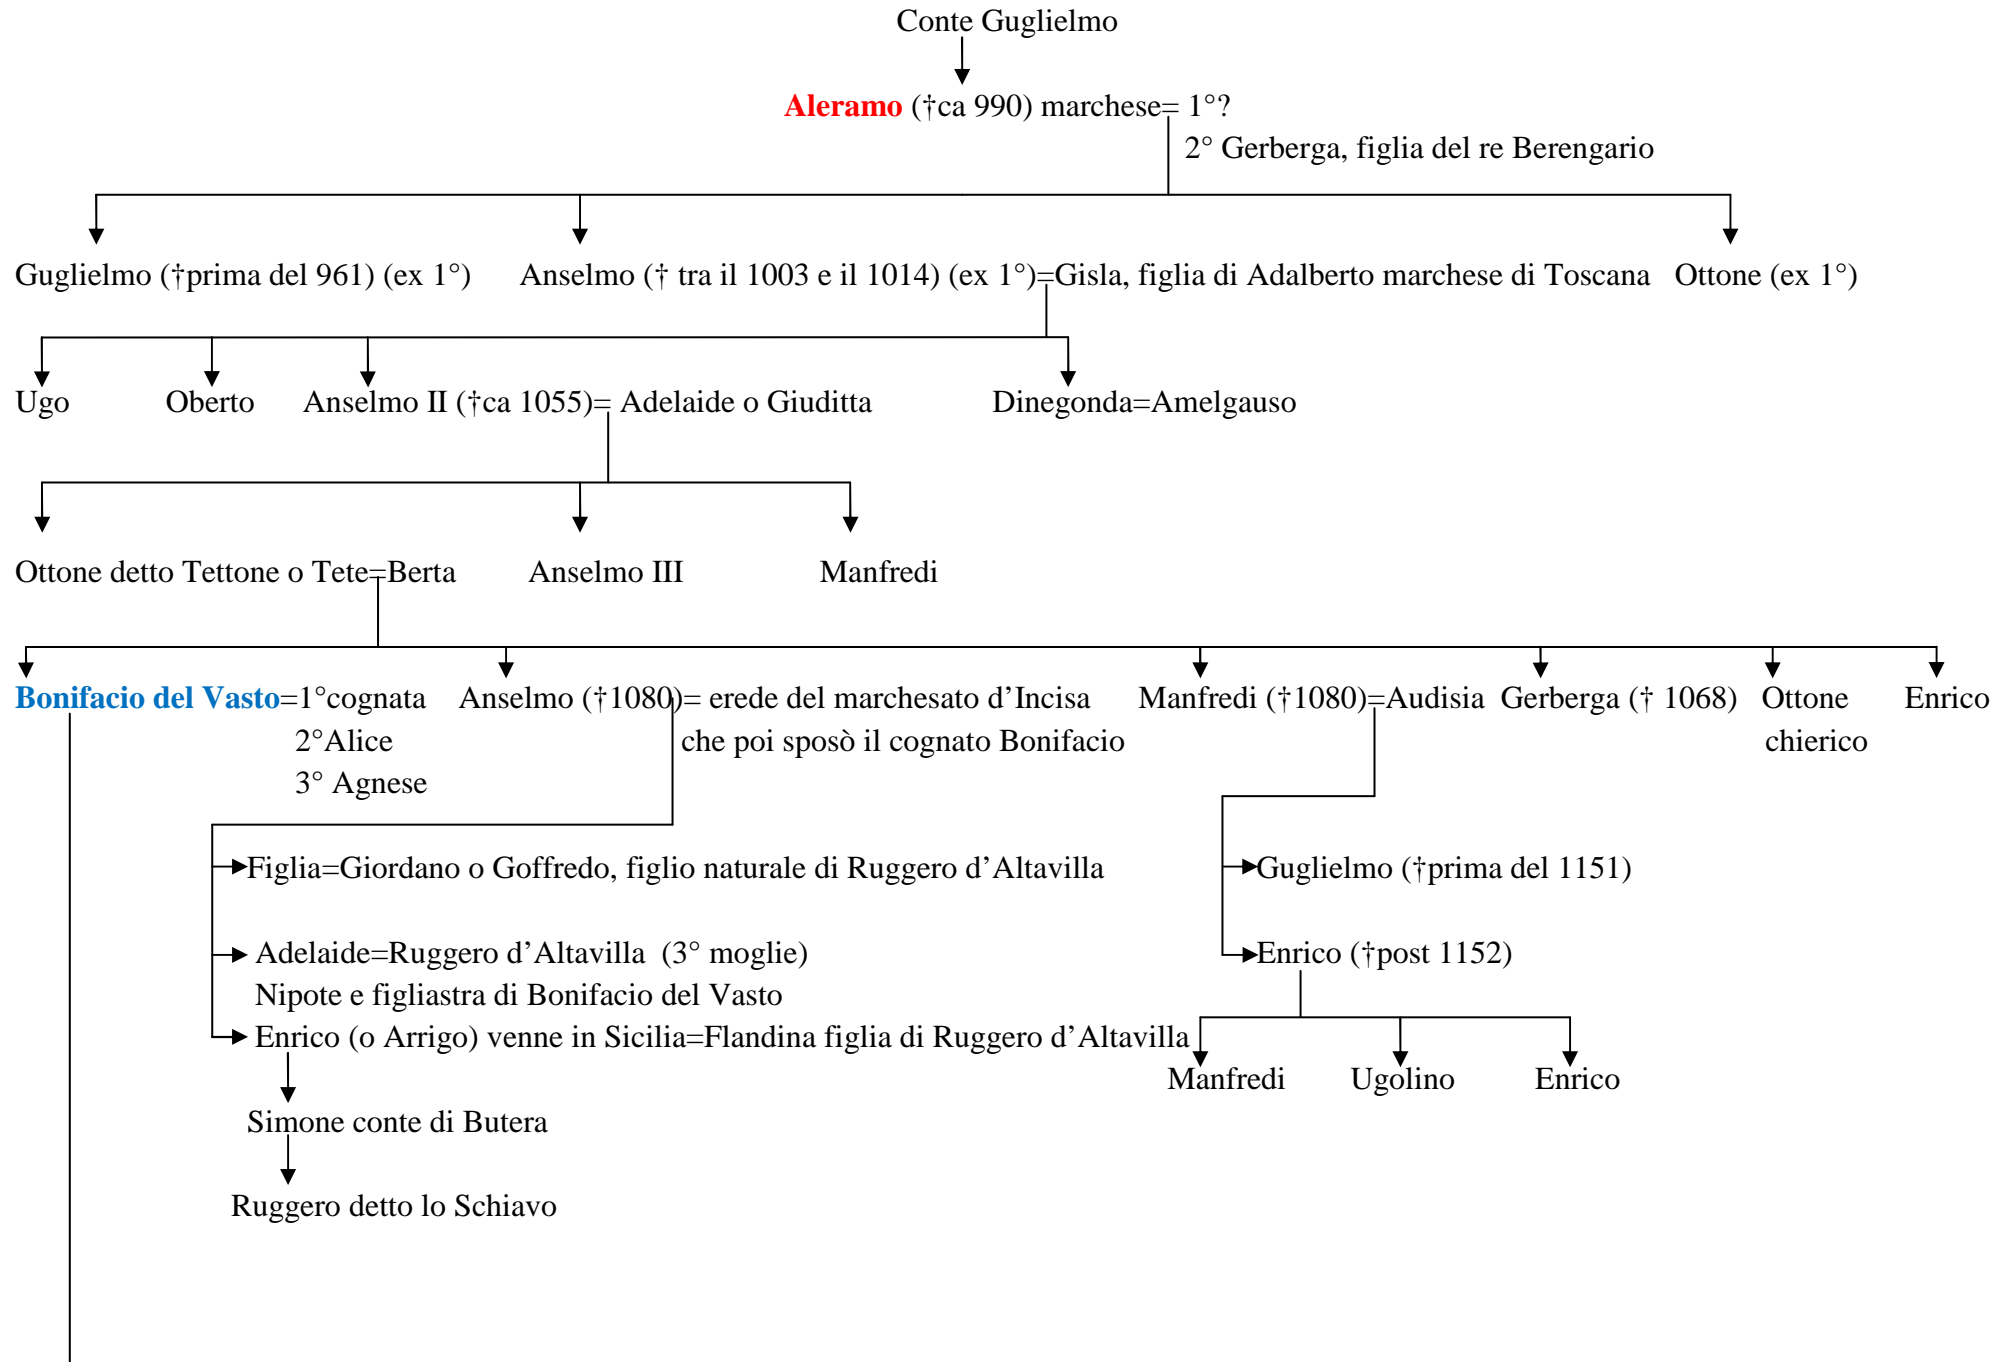 Conte Guglielmo
Aleramo (†ca 990) marchese= 1°?
2° Gerberga, figlia del re Berengario
Guglielmo (†prima del 961) (ex 1°) Anselmo († tra il 1003 e il 1014) (ex 1°)=Gisla, figlia di Adalberto marchese di Toscana Ottone (ex 1°)
Ugo Oberto Anselmo II (†ca 1055)= Adelaide o Giuditta Dinegonda=Amelgauso
Ottone detto Tettone o Tete=Berta Anselmo III Manfredi
Bonifacio del Vasto=1°cognata Anselmo (†1080)= erede del marchesato d’Incisa Manfredi (†1080)=Audisia Gerberga († 1068) Ottone Enrico
2°Alice che poi sposò il cognato Bonifacio chierico
3° Agnese
Figlia=Giordano o Goffredo, figlio naturale di Ruggero d’Altavilla Guglielmo (†prima del 1151)
Adelaide=Ruggero d’Altavilla (3° moglie) Enrico (†post 1152)
Nipote e figliastra di Bonifacio del Vasto
Enrico (o Arrigo) venne in Sicilia=Flandina figlia di Ruggero d’Altavilla
Manfredi Ugolino Enrico
Simone conte di Butera
Ruggero detto lo Schiavo